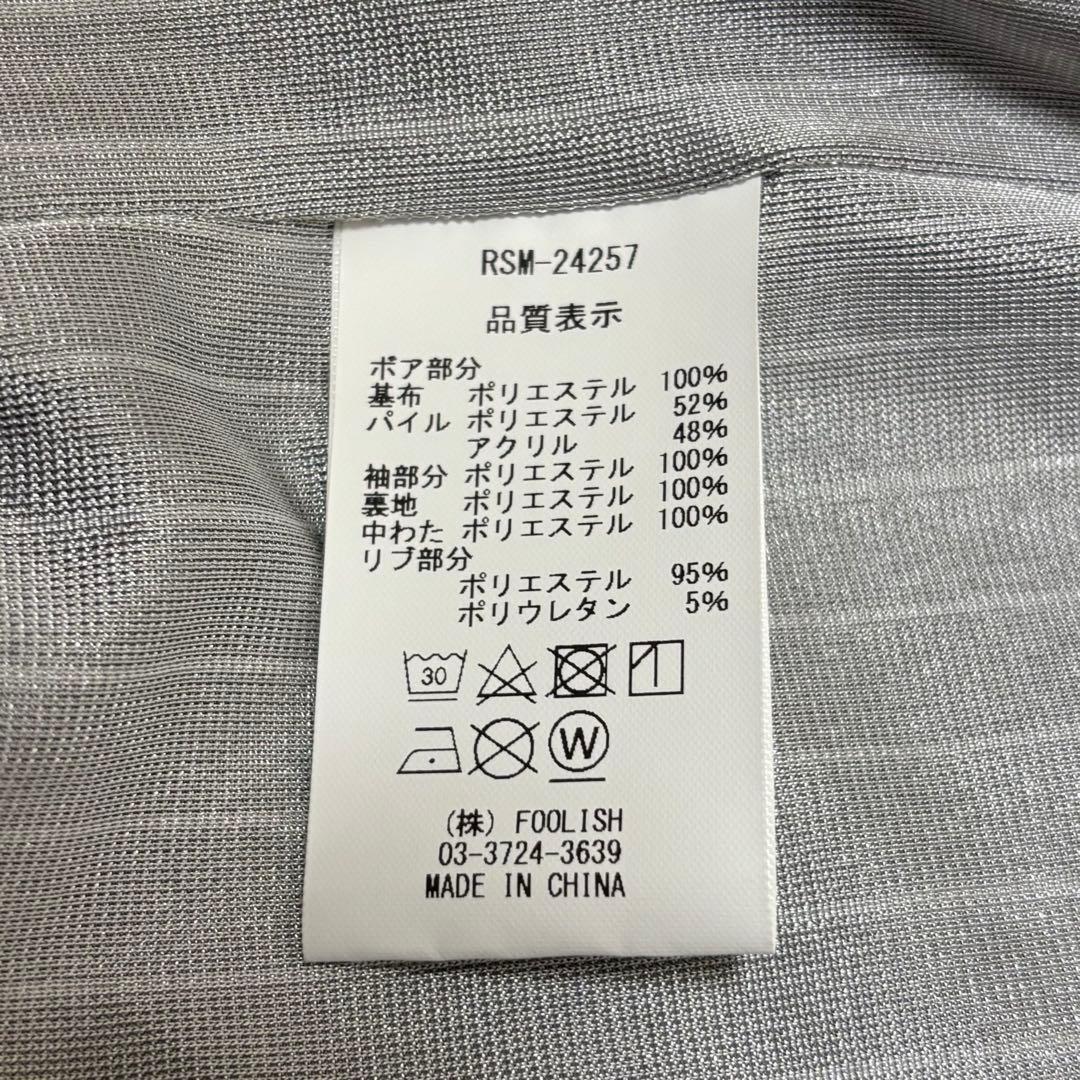 RSM-24257
品質表示
ボア部分
基布 ポリエステル 100%
パイル ポリエステル 52%
アクリル 48%
袖部分 ポリエステル 100%
裏地 ポリエステル 100%
中わた ポリエステル 100%
リブ部分
ポリエステル 95%
ポリウレタン 5%
30
W
(株) FOOLISH
03-3724-3639
MADE IN CHINA